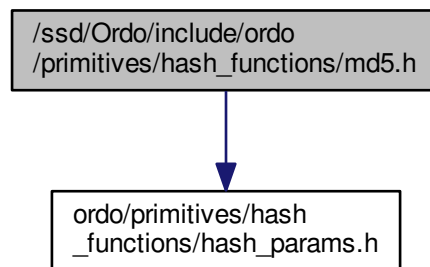 /ssd/Ordo/include/ordo
/primitives/hash_functions/md5.h
ordo/primitives/hash
_functions/hash_params.h